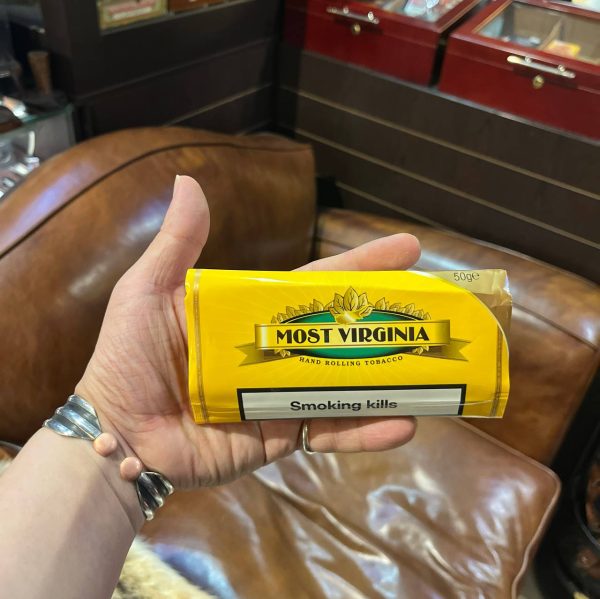 50g℮
MOST VIRGINIA
HAND ROLLING TOBACCO
Smoking kills